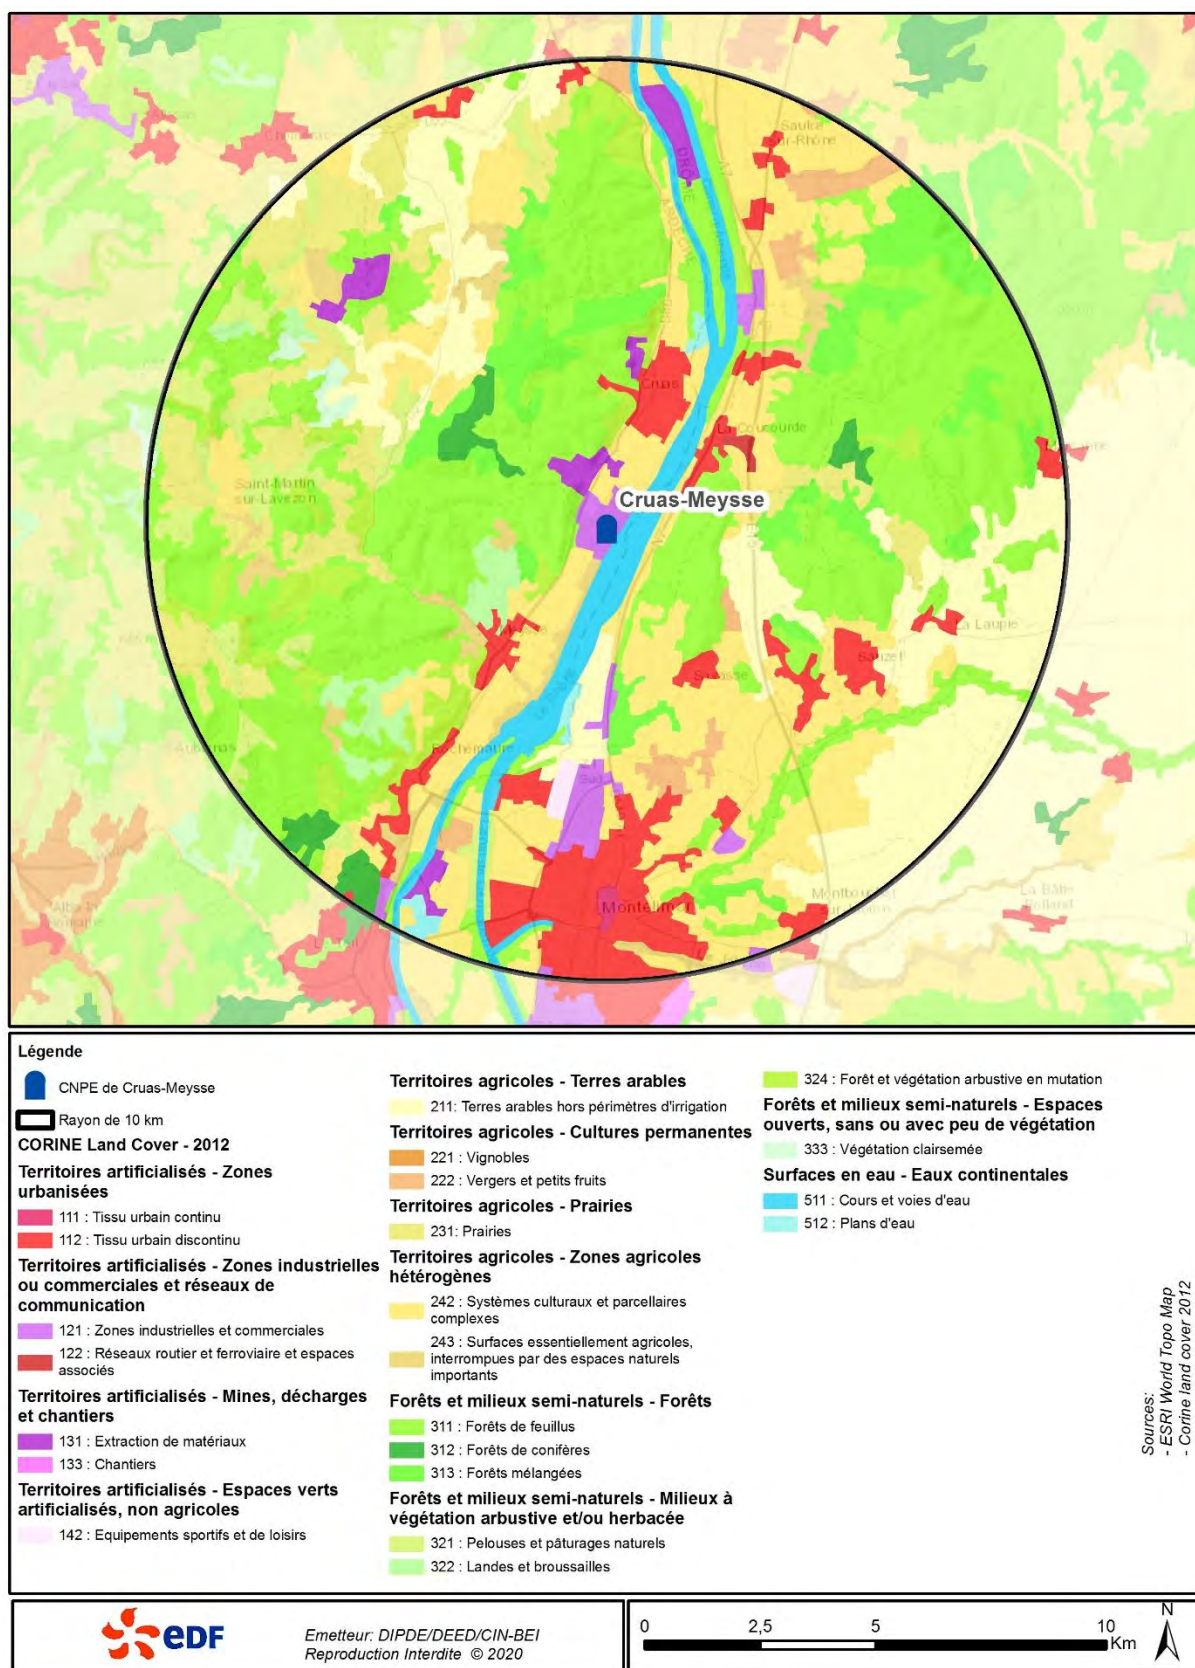 Saulce
sur-Rhône
DRÔME
ARDÈCHE
A7
Cruas
La Coucourde
Cruas-Meysse
Saint-Martin
sur-Lavezon
La Laupie
Sauzet
Savasse
Rochemaure
Aubignas
Montélimar
La Bâtie
Rolland
Légende
CNPE de Cruas-Meysse
Rayon de 10 km
CORINE Land Cover - 2012
Territoires artificialisés - Zones
urbanisées
111 : Tissu urbain continu
112 : Tissu urbain discontinu
Territoires artificialisés - Zones industrielles
ou commerciales et réseaux de
communication
121 : Zones industrielles et commerciales
122 : Réseaux routier et ferroviaire et espaces
associés
Territoires artificialisés - Mines, décharges
et chantiers
131 : Extraction de matériaux
133 : Chantiers
Territoires artificialisés - Espaces verts
artificialisés, non agricoles
142 : Equipements sportifs et de loisirs
Territoires agricoles - Terres arables
211: Terres arables hors périmètres d'irrigation
Territoires agricoles - Cultures permanentes
221 : Vignobles
222 : Vergers et petits fruits
Territoires agricoles - Prairies
231: Prairies
Territoires agricoles - Zones agricoles
hétérogènes
242 : Systèmes culturaux et parcellaires
complexes
243 : Surfaces essentiellement agricoles,
interrompues par des espaces naturels
importants
Forêts et milieux semi-naturels - Forêts
311 : Forêts de feuillus
312 : Forêts de conifères
313 : Forêts mélangées
Forêts et milieux semi-naturels - Milieux à
végétation arbustive et/ou herbacée
321 : Pelouses et pâturages naturels
322 : Landes et broussailles
324 : Forêt et végétation arbustive en mutation
Forêts et milieux semi-naturels - Espaces
ouverts, sans ou avec peu de végétation
333 : Végétation clairsemée
Surfaces en eau - Eaux continentales
511 : Cours et voies d'eau
512 : Plans d'eau
Sources:
- ESRI World Topo Map
- Corine land cover 2012
edf
Emetteur: DIPDE/DEED/CIN-BEI
Reproduction Interdite © 2020
0 2,5 5 10
Km
N